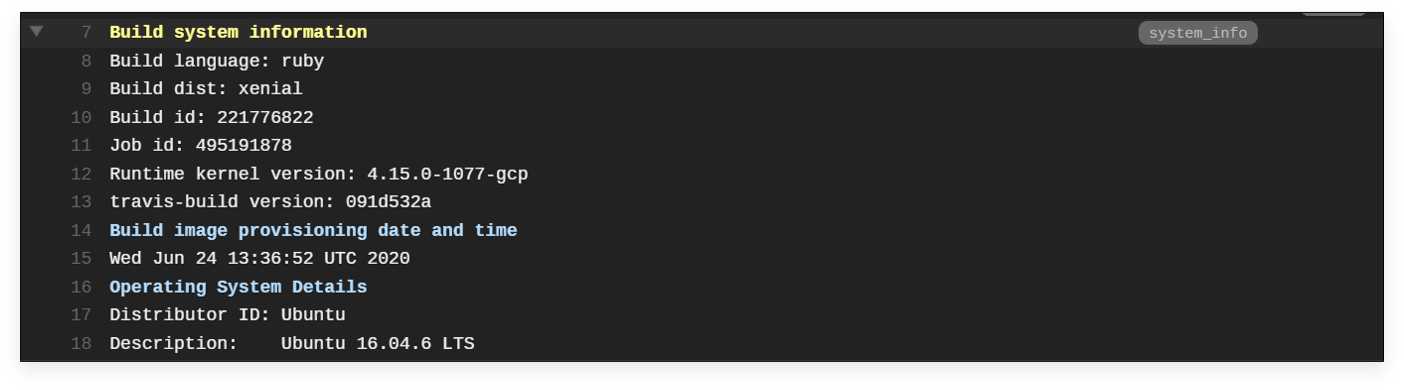 7 Build system information system_info
8 Build language: ruby
9 Build dist: xenial
10 Build id: 221776822
11 Job id: 495191878
12 Runtime kernel version: 4.15.0-1077-gcp
13 travis-build version: 091d532a
14 Build image provisioning date and time
15 Wed Jun 24 13:36:52 UTC 2020
16 Operating System Details
17 Distributor ID: Ubuntu
18 Description:    Ubuntu 16.04.6 LTS